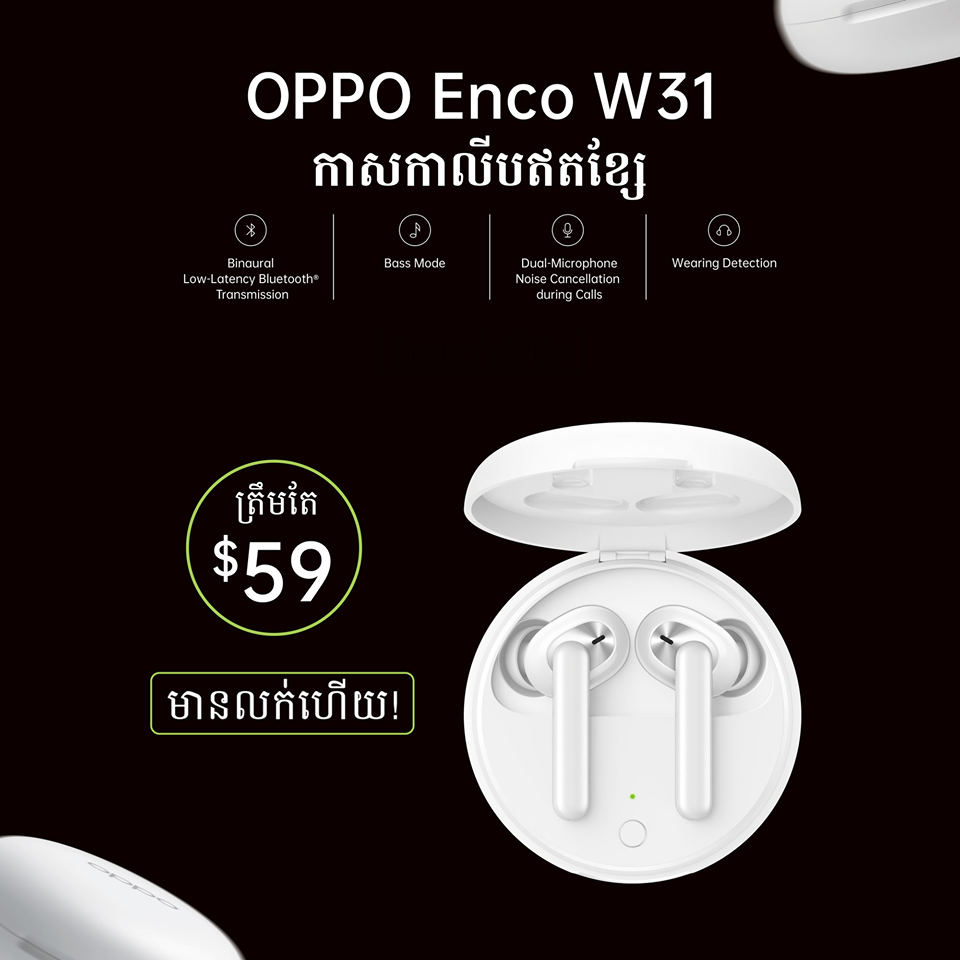 OPPO Enco W31
កាសកាលីបឥតខ្សែ
Binaural
Low-Latency Bluetooth®
Transmission
Bass Mode
Dual-Microphone
Noise Cancellation
during Calls
Wearing Detection
ត្រឹមតែ
$59
មានលក់ហើយ!
oppo